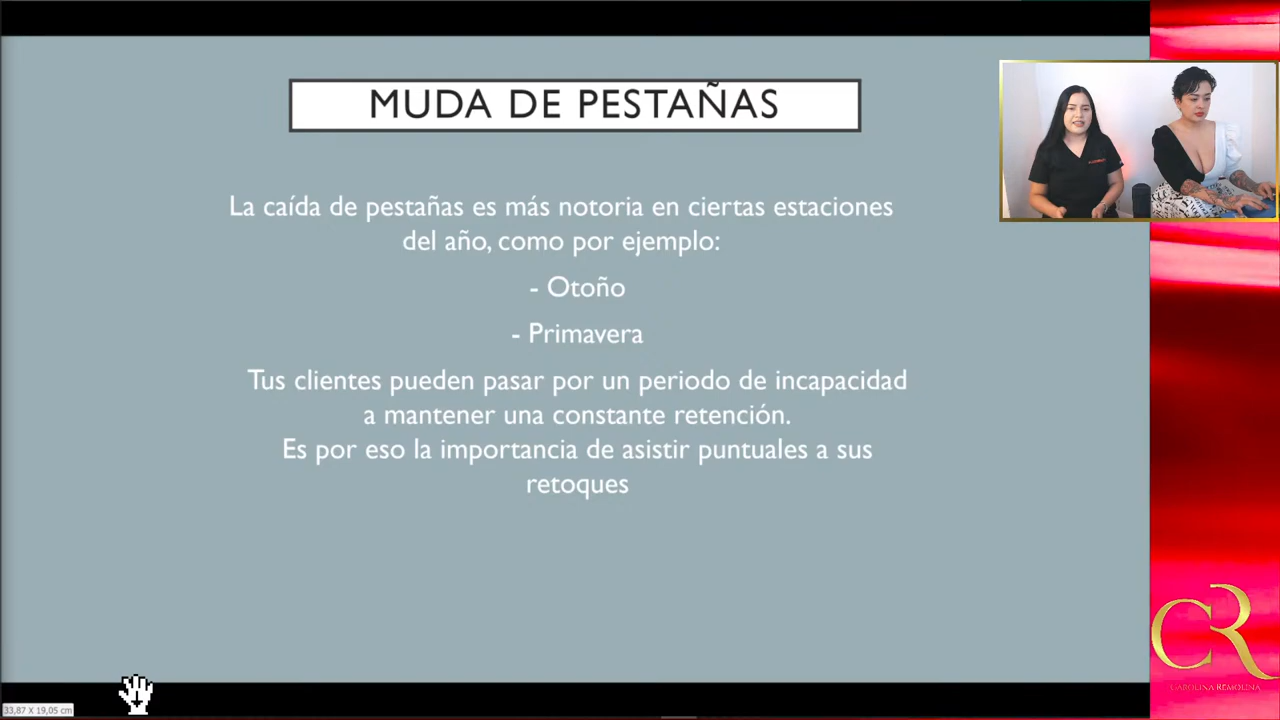 MUDA DE PESTAÑAS
La caída de pestañas es más notoria en ciertas estaciones
del año, como por ejemplo:
- Otoño
- Primavera
Tus clientes pueden pasar por un periodo de incapacidad
a mantener una constante retención.
Es por eso la importancia de asistir puntuales a sus
retoques
CR
CAROLINA REMOLINA
33,87 X 19,05 cm